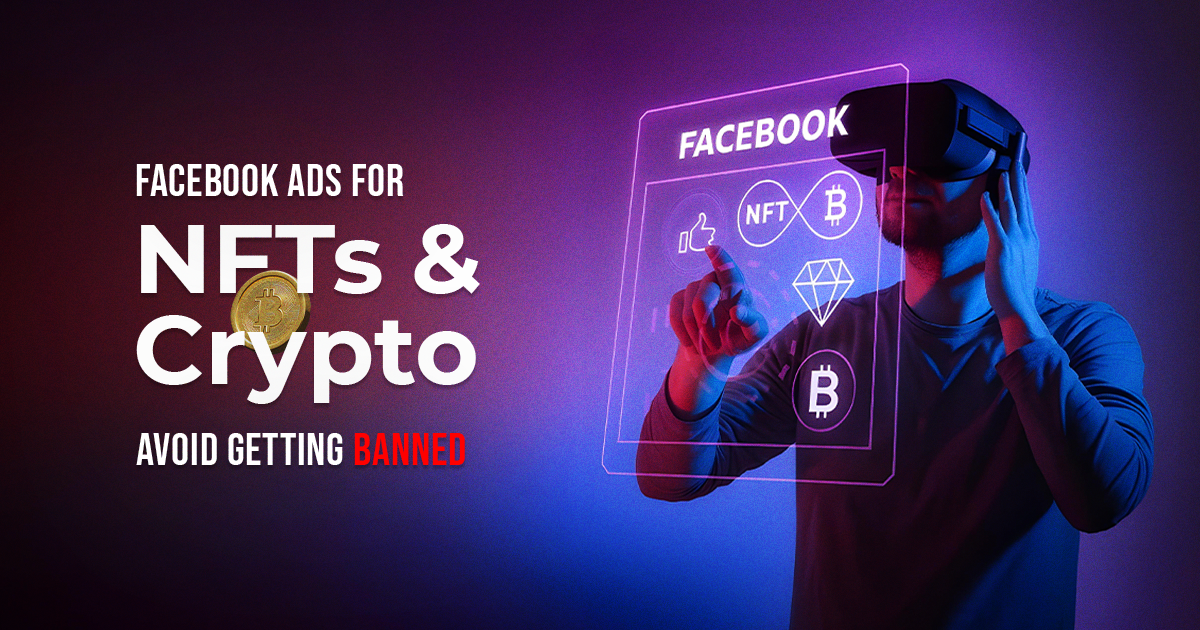 FACEBOOK ADS FOR
NFTs &
Crypto
AVOID GETTING BANNED
FACEBOOK
NFT